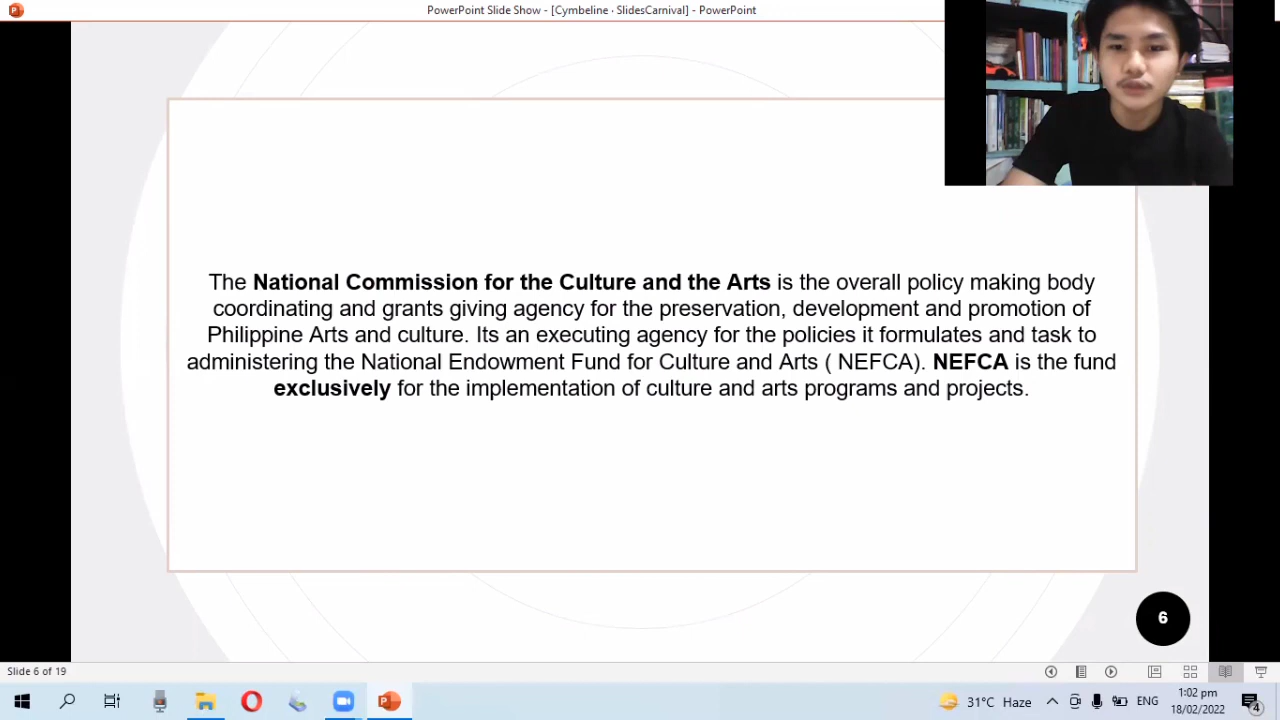 PowerPoint Slide Show - [Cymbeline · SlidesCarnival] - PowerPoint
The National Commission for the Culture and the Arts is the overall policy making body
coordinating and grants giving agency for the preservation, development and promotion of
Philippine Arts and culture. Its an executing agency for the policies it formulates and task to
administering the National Endowment Fund for Culture and Arts ( NEFCA). NEFCA is the fund
exclusively for the implementation of culture and arts programs and projects.
6
Slide 6 of 19
31°C Haze
ENG
1:02 pm
18/02/2022
4